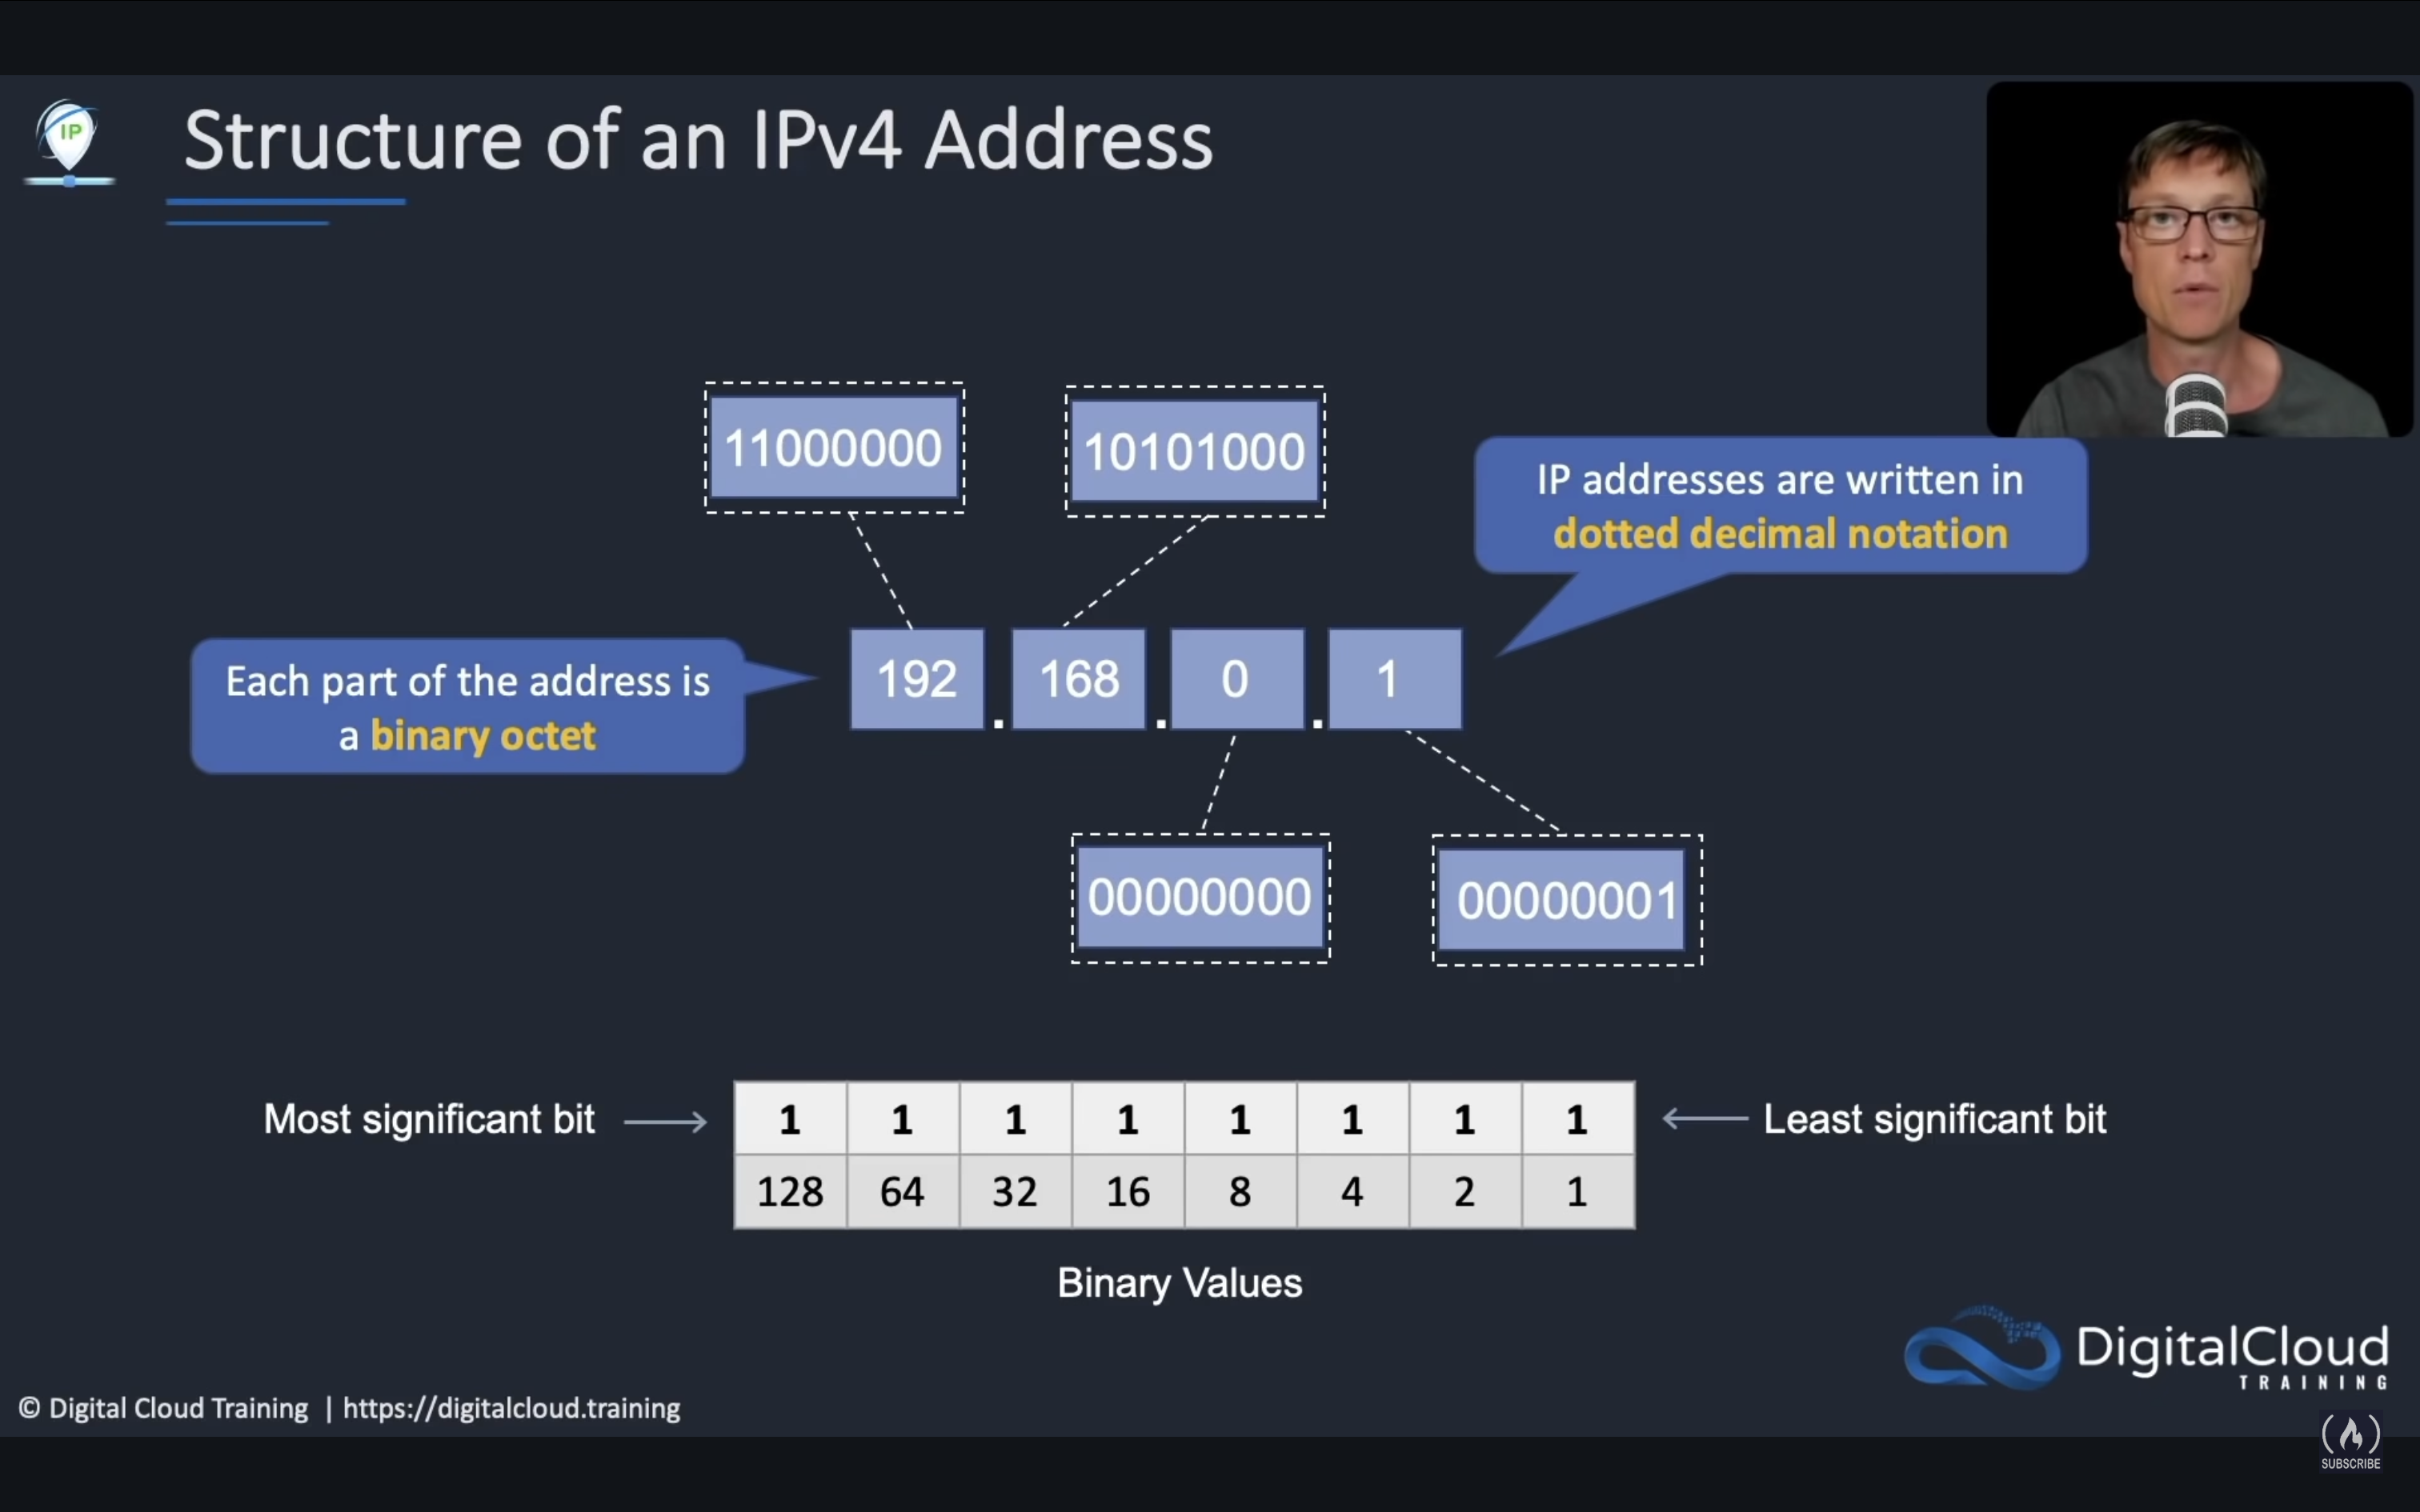 IP
Structure of an IPv4 Address
11000000
10101000
IP addresses are written in
dotted decimal notation
Each part of the address is
a binary octet
192 . 168 . 0 . 1
00000000
00000001
Most significant bit
1 1 1 1 1 1 1 1
Least significant bit
128 64 32 16 8 4 2 1
Binary Values
DigitalCloud
TRAINING
© Digital Cloud Training | https://digitalcloud.training
SUBSCRIBE